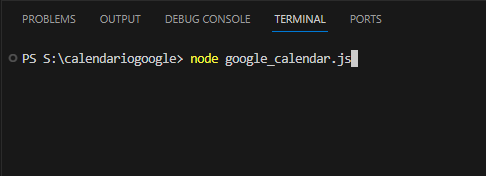 PROBLEMS OUTPUT DEBUG CONSOLE TERMINAL PORTS
PS S:\calendariogoogle> node google_calendar.js